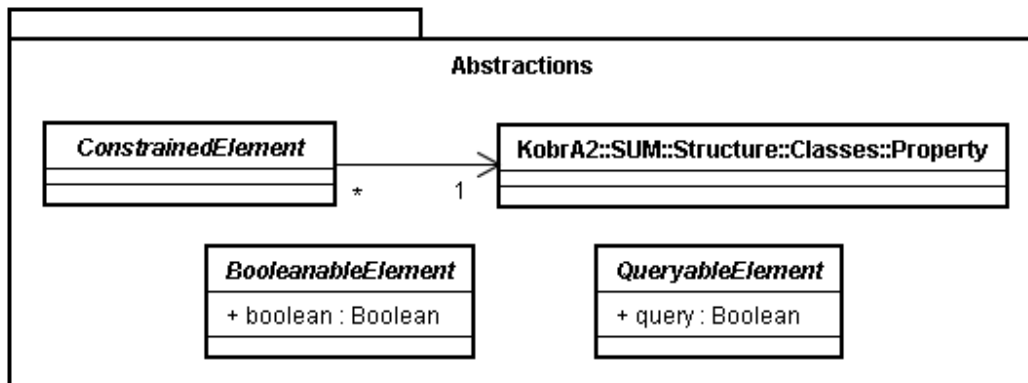 Abstractions
ConstrainedElement
KobrA2::SUM::Structure::Classes::Property
* 1
BooleanableElement
+ boolean : Boolean
QueryableElement
+ query : Boolean